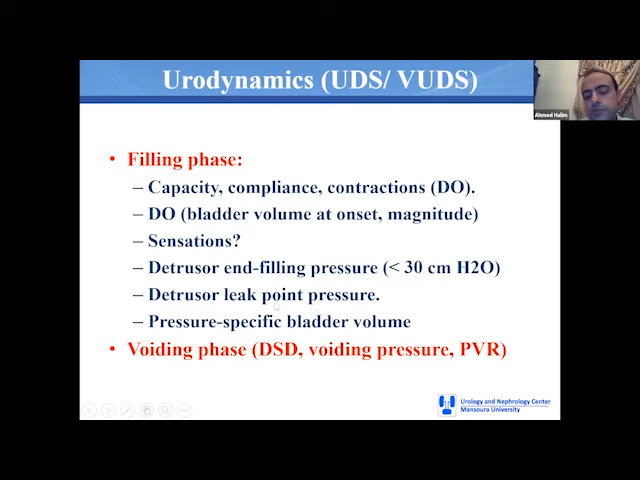 Urodynamics (UDS/ VUDS)
Ahmed Halim
• Filling phase:
– Capacity, compliance, contractions (DO).
– DO (bladder volume at onset, magnitude)
– Sensations?
– Detrusor end-filling pressure (< 30 cm H2O)
– Detrusor leak point pressure.
– Pressure-specific bladder volume
• Voiding phase (DSD, voiding pressure, PVR)
Urology and Nephrology Center
Mansoura University